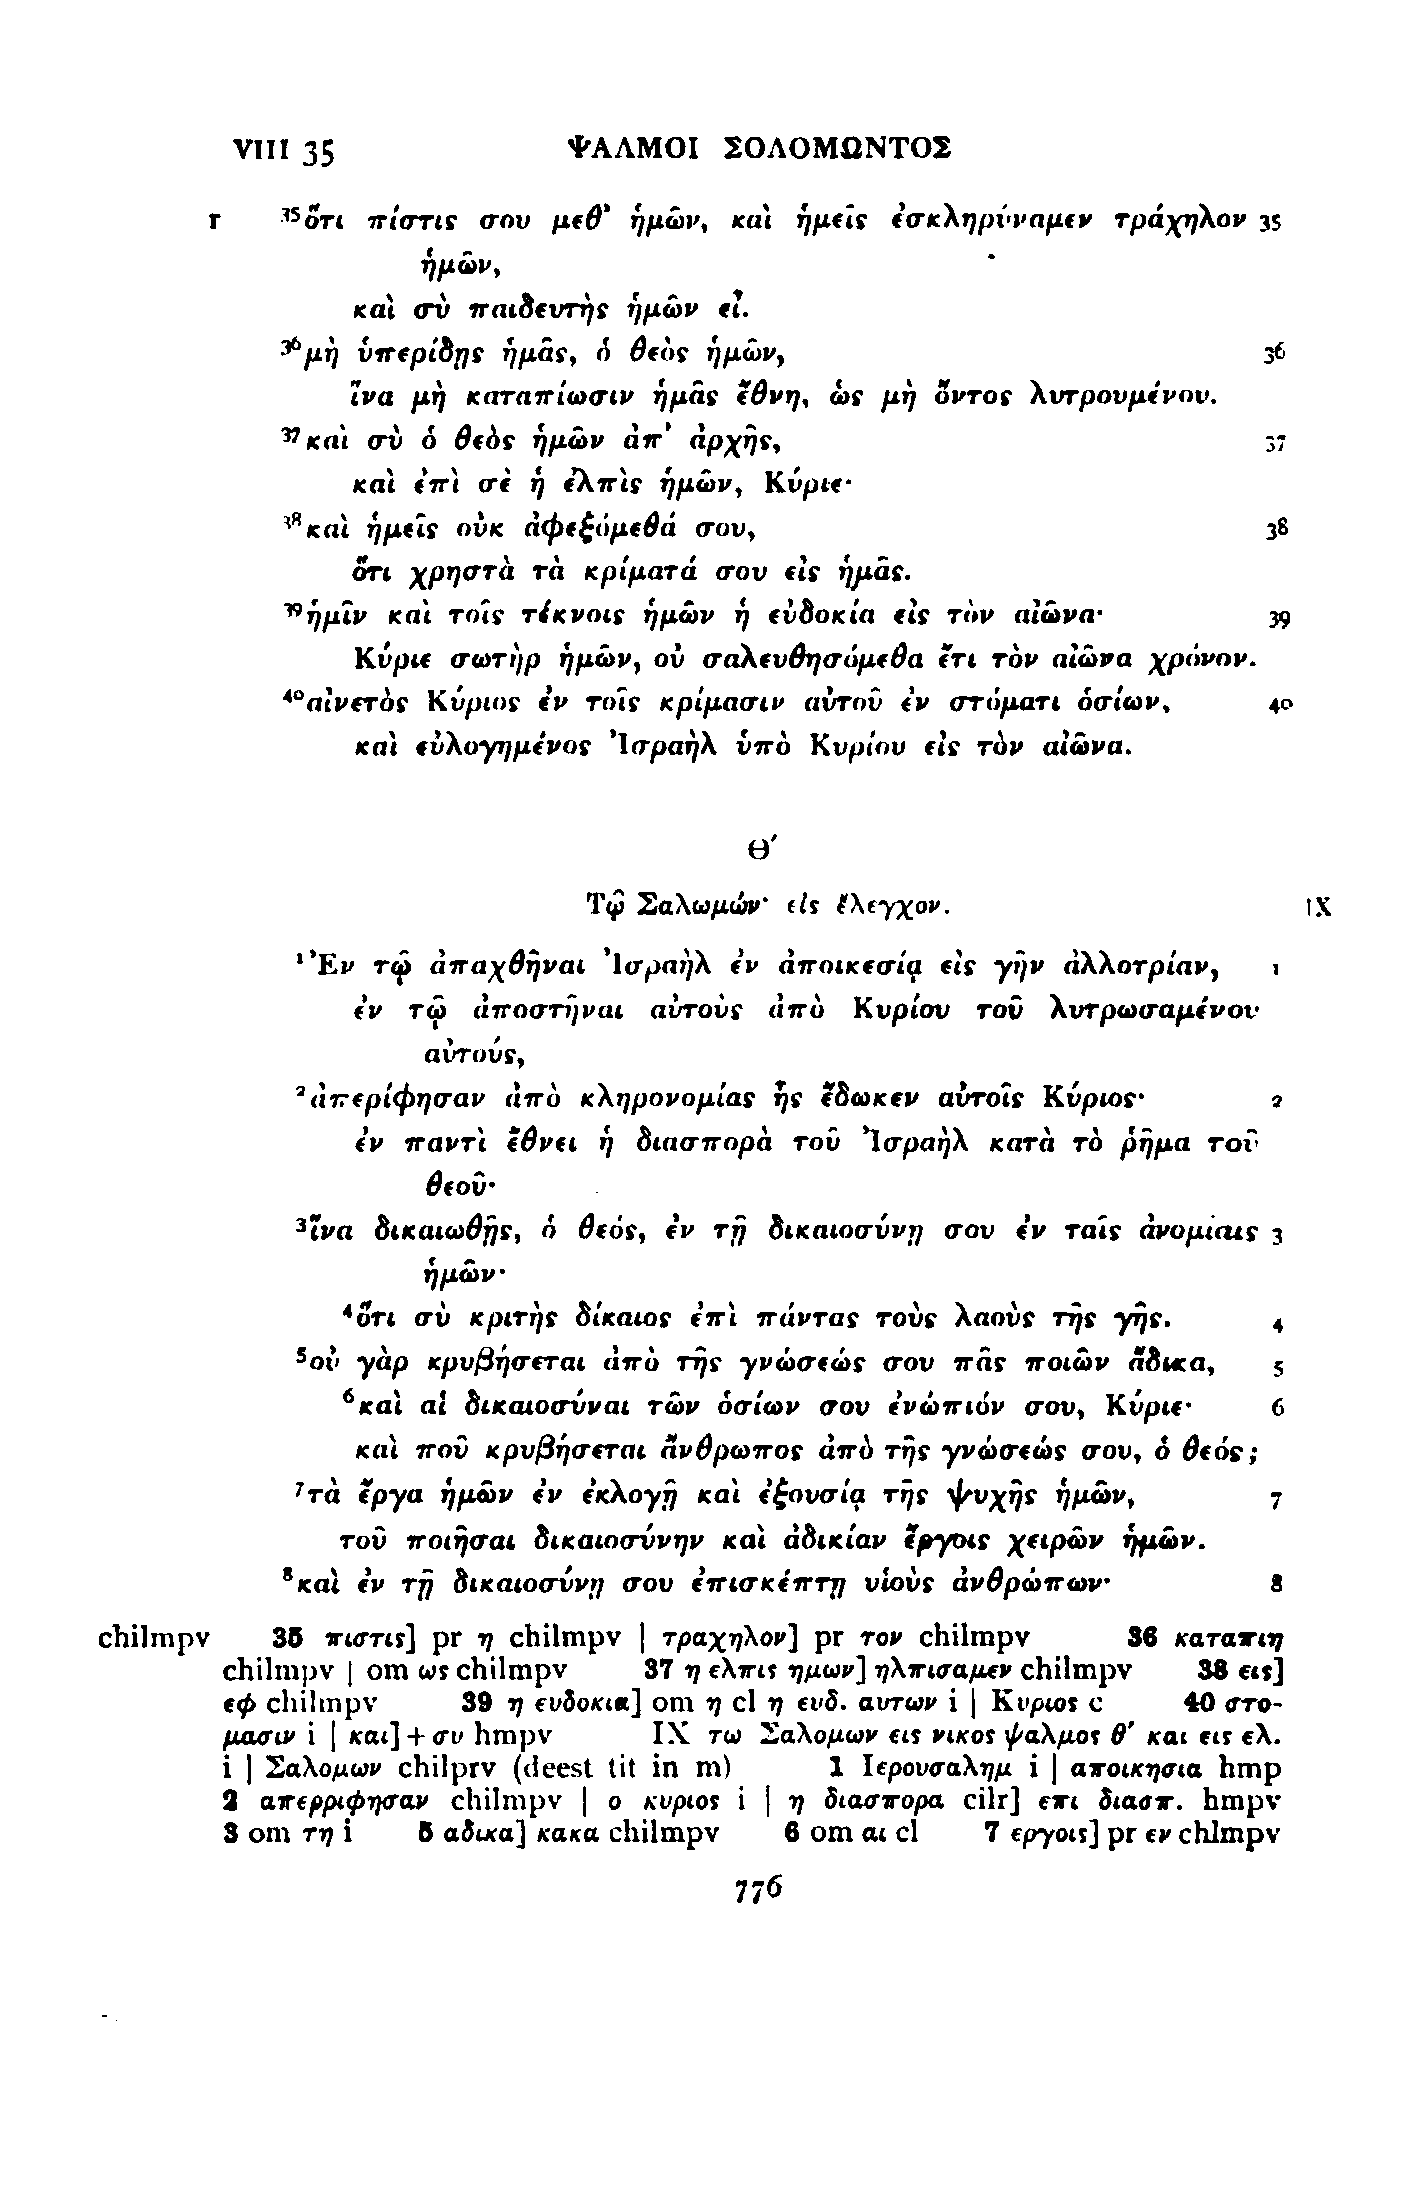 VIII 35 ΨΑΛΜΟΙ ΣΟΛΟΜΩΝΤΟΣ
r ³⁵ὅτι πίστις σου μεθ’ ἡμῶν, καὶ ἡμεῖς ἐσκληρύναμεν τράχηλον 35
ἡμῶν,
καὶ σὺ παιδευτὴς ἡμῶν εἶ.
³⁶μὴ ὑπερίδῃς ἡμᾶς, ὁ θεὸς ἡμῶν, 36
ἵνα μὴ καταπίωσιν ἡμᾶς ἔθνη, ὡς μὴ ὄντος λυτρουμένου.
³⁷καὶ σὺ ὁ θεὸς ἡμῶν ἀπ’ ἀρχῆς, 37
καὶ ἐπὶ σὲ ἡ ἐλπὶς ἡμῶν, Κύριε·
³⁸καὶ ἡμεῖς οὐκ ἀφεξόμεθά σου, 38
ὅτι χρηστὰ τὰ κρίματά σου εἰς ἡμᾶς.
³⁹ἡμῖν καὶ τοῖς τέκνοις ἡμῶν ἡ εὐδοκία εἰς τὸν αἰῶνα· 39
Κύριε σωτὴρ ἡμῶν, οὐ σαλευθησόμεθα ἔτι τὸν αἰῶνα χρόνον.
⁴⁰αἰνετὸς Κύριος ἐν τοῖς κρίμασιν αὐτοῦ ἐν στόματι ὁσίων, 40
καὶ εὐλογημένος Ἰσραὴλ ὑπὸ Κυρίου εἰς τὸν αἰῶνα.
Θ′
Τῷ Σαλωμών· εἰς ἔλεγχον. IX
¹Ἐν τῷ ἀπαχθῆναι Ἰσραὴλ ἐν ἀποικεσίᾳ εἰς γῆν ἀλλοτρίαν, 1
ἐν τῷ ἀποστῆναι αὐτοὺς ἀπὸ Κυρίου τοῦ λυτρωσαμένου
αὐτούς,
²ἀπερίφησαν ἀπὸ κληρονομίας ἧς ἔδωκεν αὐτοῖς Κύριος· 2
ἐν παντὶ ἔθνει ἡ διασπορὰ τοῦ Ἰσραὴλ κατὰ τὸ ῥῆμα τοῦ
θεοῦ·
³ἵνα δικαιωθῇς, ὁ θεός, ἐν τῇ δικαιοσύνῃ σου ἐν ταῖς ἀνομίαις 3
ἡμῶν·
⁴ὅτι σὺ κριτὴς δίκαιος ἐπὶ πάντας τοὺς λαοὺς τῆς γῆς. 4
⁵οὐ γὰρ κρυβήσεται ἀπὸ τῆς γνώσεώς σου πᾶς ποιῶν ἄδικα, 5
⁶καὶ αἱ δικαιοσύναι τῶν ὁσίων σου ἐνώπιόν σου, Κύριε· 6
καὶ ποῦ κρυβήσεται ἄνθρωπος ἀπὸ τῆς γνώσεώς σου, ὁ θεός;
⁷τὰ ἔργα ἡμῶν ἐν ἐκλογῇ καὶ ἐξουσίᾳ τῆς ψυχῆς ἡμῶν, 7
τοῦ ποιῆσαι δικαιοσύνην καὶ ἀδικίαν ἔργοις χειρῶν ἡμῶν.
⁸καὶ ἐν τῇ δικαιοσύνῃ σου ἐπισκέπτῃ υἱοὺς ἀνθρώπων· 8
chilmpv 35 πιστις] pr η chilmpv | τραχηλον] pr τον chilmpv 36 καταπιη
chilmpv | om ως chilmpv 37 η ελπις ημων] ηλπισαμεν chilmpv 38 εις]
εφ chilmpv 39 η ευδοκια] om η cl η ευδ. αυτων i | Κυριος c 40 στο-
μασιν i | και] + συ hmpv IX τω Σαλομων εις νικος ψαλμος θ′ και εις ελ.
i | Σαλομων chilprv (deest tit in m) 1 Ιερουσαλημ i | αποικησια hmp
2 απερριφησαν chilmpv | ο κυριος i | η διασπορα cilr] επι διασπ. hmpv
3 om τη i 5 αδικα] κακα chilmpv 6 om αι cl 7 εργοις] pr εν chlmpv
776